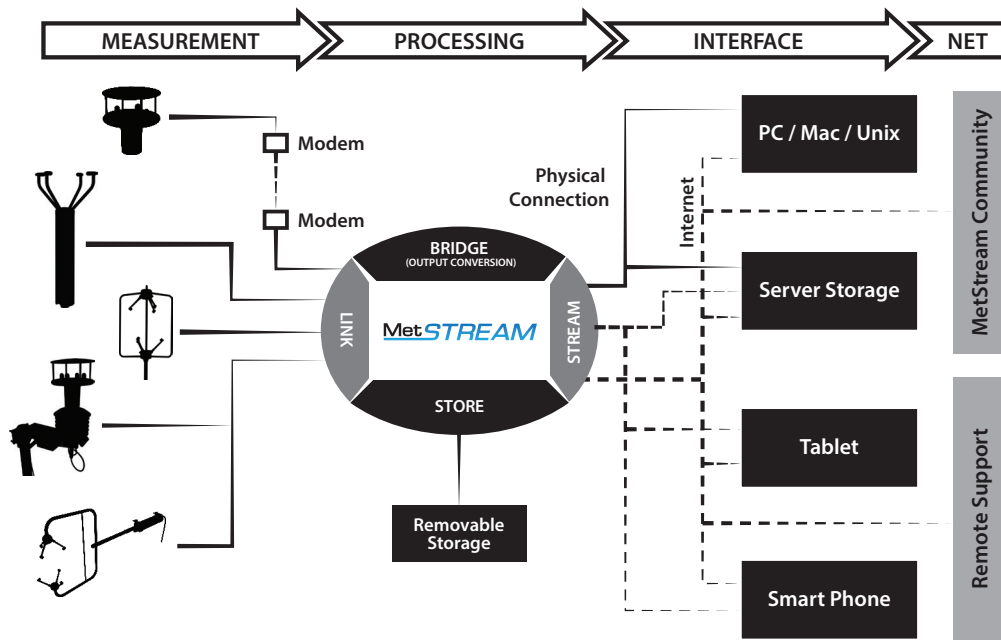 MEASUREMENT
PROCESSING
INTERFACE
NET
Modem
Modem
Physical
Connection
Internet
BRIDGE
(OUTPUT CONVERSION)
LINK
MetSTREAM
STREAM
STORE
Removable
Storage
PC / Mac / Unix
Server Storage
Tablet
Smart Phone
MetStream Community
Remote Support